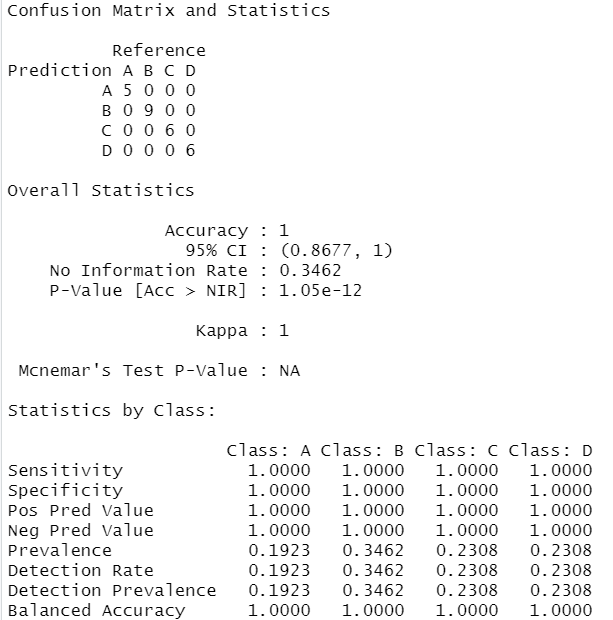 Confusion Matrix and Statistics
Reference
Prediction A B C D
A 5 0 0 0
B 0 9 0 0
C 0 0 6 0
D 0 0 0 6
Overall Statistics
Accuracy : 1
95% CI : (0.8677, 1)
No Information Rate : 0.3462
P-Value [Acc > NIR] : 1.05e-12
Kappa : 1
Mcnemar's Test P-Value : NA
Statistics by Class:
Class: A Class: B Class: C Class: D
Sensitivity 1.0000 1.0000 1.0000 1.0000
Specificity 1.0000 1.0000 1.0000 1.0000
Pos Pred Value 1.0000 1.0000 1.0000 1.0000
Neg Pred Value 1.0000 1.0000 1.0000 1.0000
Prevalence 0.1923 0.3462 0.2308 0.2308
Detection Rate 0.1923 0.3462 0.2308 0.2308
Detection Prevalence 0.1923 0.3462 0.2308 0.2308
Balanced Accuracy 1.0000 1.0000 1.0000 1.0000